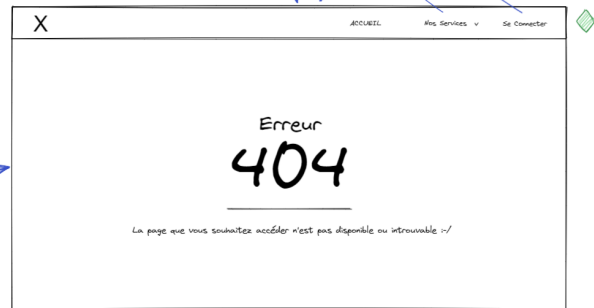 X
ACCUEIL
Nos Services v
Se Connecter
Erreur
404
La page que vous souhaitez accéder n'est pas disponible ou introuvable :-/